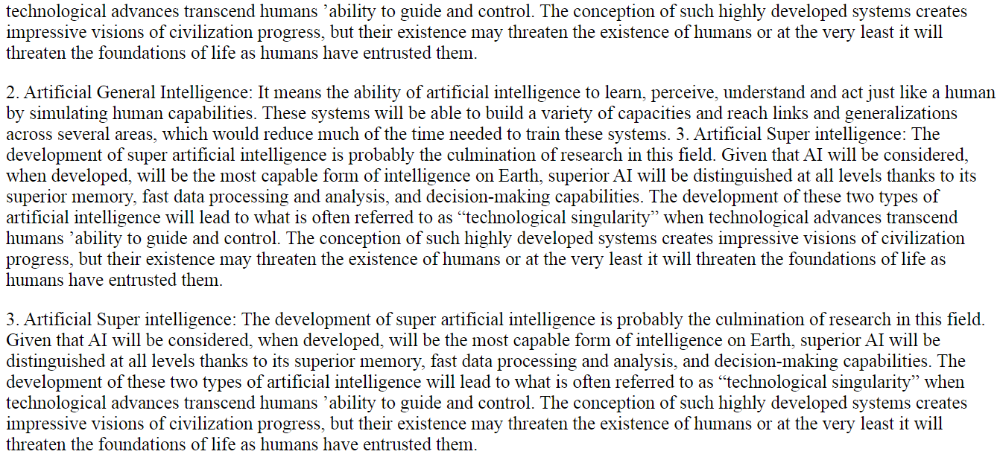 technological advances transcend humans ’ability to guide and control. The conception of such highly developed systems creates
impressive visions of civilization progress, but their existence may threaten the existence of humans or at the very least it will
threaten the foundations of life as humans have entrusted them.
2. Artificial General Intelligence: It means the ability of artificial intelligence to learn, perceive, understand and act just like a human
by simulating human capabilities. These systems will be able to build a variety of capacities and reach links and generalizations
across several areas, which would reduce much of the time needed to train these systems. 3. Artificial Super intelligence: The
development of super artificial intelligence is probably the culmination of research in this field. Given that AI will be considered,
when developed, will be the most capable form of intelligence on Earth, superior AI will be distinguished at all levels thanks to its
superior memory, fast data processing and analysis, and decision-making capabilities. The development of these two types of
artificial intelligence will lead to what is often referred to as “technological singularity” when technological advances transcend
humans ’ability to guide and control. The conception of such highly developed systems creates impressive visions of civilization
progress, but their existence may threaten the existence of humans or at the very least it will threaten the foundations of life as
humans have entrusted them.
3. Artificial Super intelligence: The development of super artificial intelligence is probably the culmination of research in this field.
Given that AI will be considered, when developed, will be the most capable form of intelligence on Earth, superior AI will be
distinguished at all levels thanks to its superior memory, fast data processing and analysis, and decision-making capabilities. The
development of these two types of artificial intelligence will lead to what is often referred to as “technological singularity” when
technological advances transcend humans ’ability to guide and control. The conception of such highly developed systems creates
impressive visions of civilization progress, but their existence may threaten the existence of humans or at the very least it will
threaten the foundations of life as humans have entrusted them.